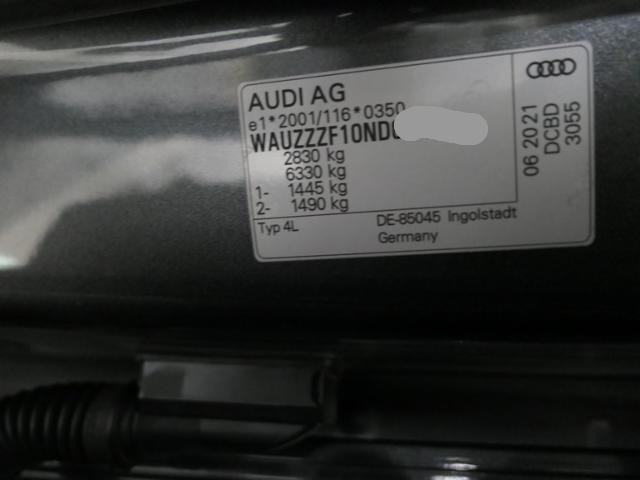 AUDI AG
e1*2001/116*0350
WAUZZZF10ND
2830 kg
6330 kg
1- 1445 kg
2- 1490 kg
Typ 4L
DE-85045 Ingolstadt
Germany
06 2021
DCBD
3055